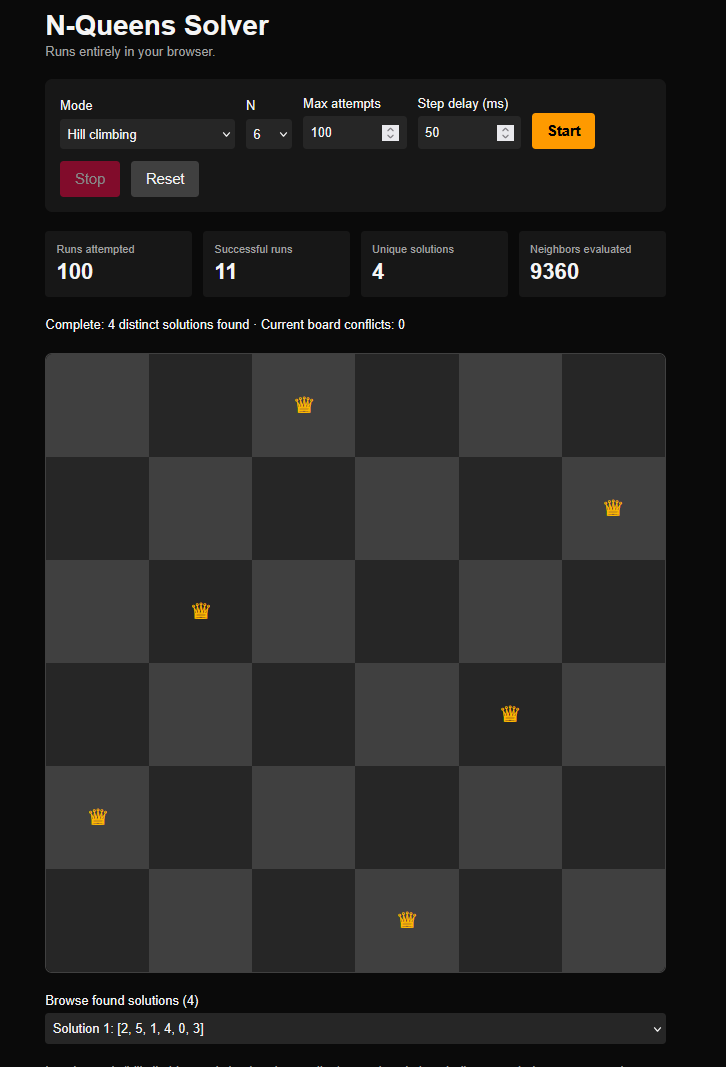 N-Queens Solver
Runs entirely in your browser.
Mode
N
Max attempts
Step delay (ms)
Hill climbing
6
100
50
Start
Stop
Reset
Runs attempted
Successful runs
Unique solutions
Neighbors evaluated
100
11
4
9360
Complete: 4 distinct solutions found · Current board conflicts: 0
Browse found solutions (4)
Solution 1: [2, 5, 1, 4, 0, 3]